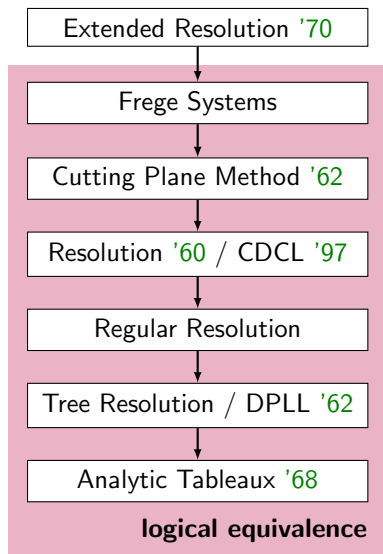 Extended Resolution '70
Frege Systems
Cutting Plane Method '62
Resolution '60 / CDCL '97
Regular Resolution
Tree Resolution / DPLL '62
Analytic Tableaux '68
logical equivalence